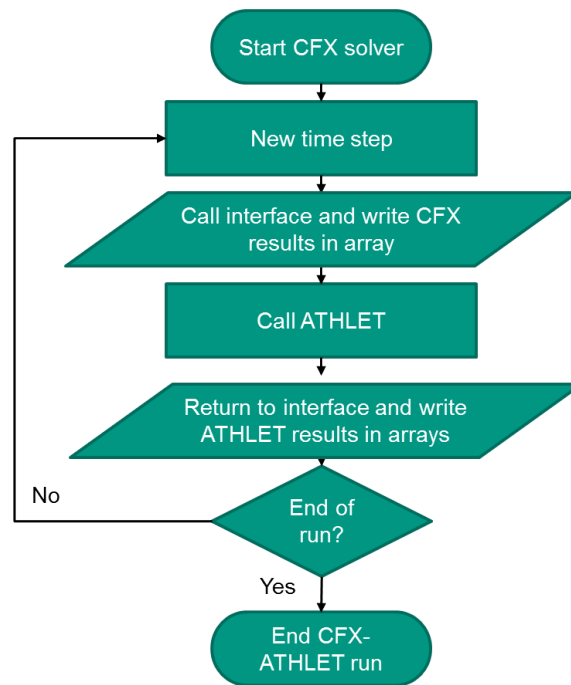 Start CFX solver
New time step
Call interface and write CFX
results in array
Call ATHLET
Return to interface and write
ATHLET results in arrays
No
End of
run?
Yes
End CFX-
ATHLET run